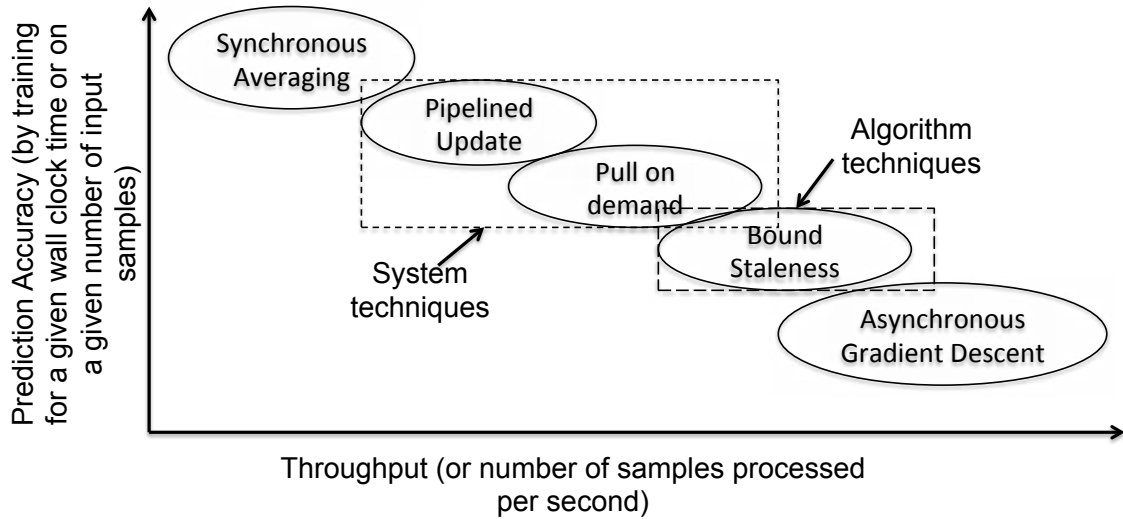 Prediction Accuracy (by training
for a given wall clock time or on
a given number of input
samples)
Synchronous
Averaging
Pipelined
Update
Pull on
demand
Algorithm
techniques
Bound
Staleness
System
techniques
Asynchronous
Gradient Descent
Throughput (or number of samples processed
per second)